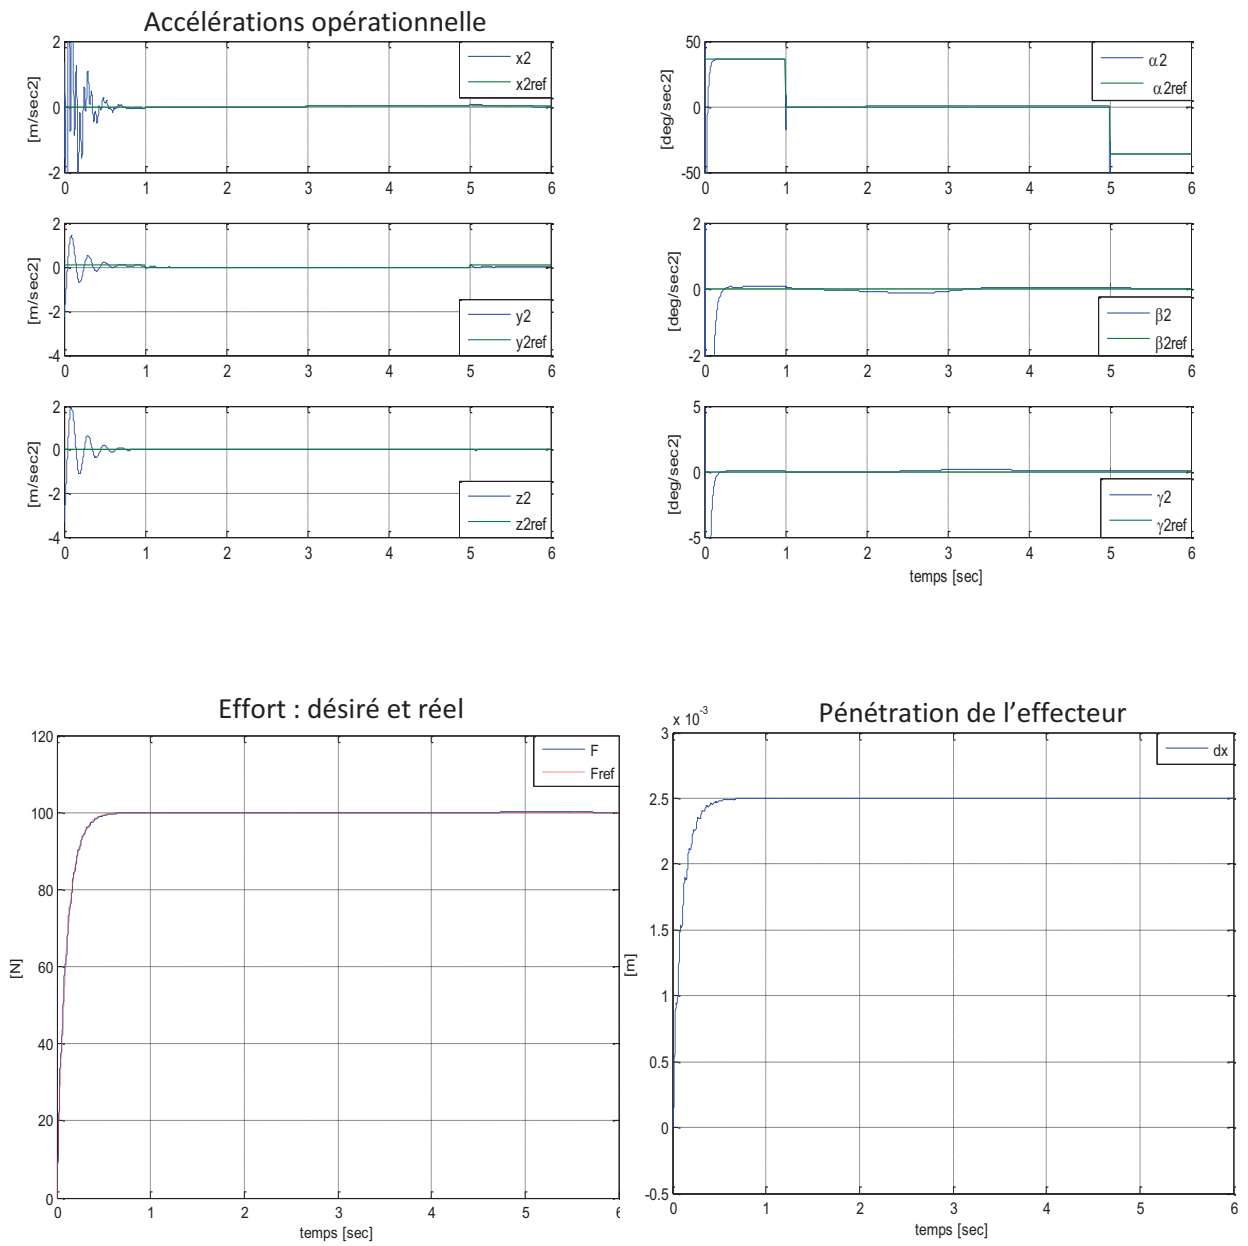 Accélérations opérationnelle
2
0
-2
[m/sec2]
x2
x2ref
0 1 2 3 4 5 6
2
0
-2
-4
[m/sec2]
y2
y2ref
0 1 2 3 4 5 6
2
0
-2
-4
[m/sec2]
z2
z2ref
0 1 2 3 4 5 6
50
0
-50
[deg/sec2]
α2
α2ref
0 1 2 3 4 5 6
2
0
-2
[deg/sec2]
β2
β2ref
0 1 2 3 4 5 6
5
0
-5
[deg/sec2]
γ2
γ2ref
0 1 2 3 4 5 6
temps [sec]
Effort : désiré et réel
120
100
80
60
40
20
0
[N]
F
Fref
0 1 2 3 4 5 6
temps [sec]
Pénétration de l'effecteur
x 10-3
3
2.5
2
1.5
1
0.5
0
-0.5
[m]
dx
0 1 2 3 4 5 6
temps [sec]